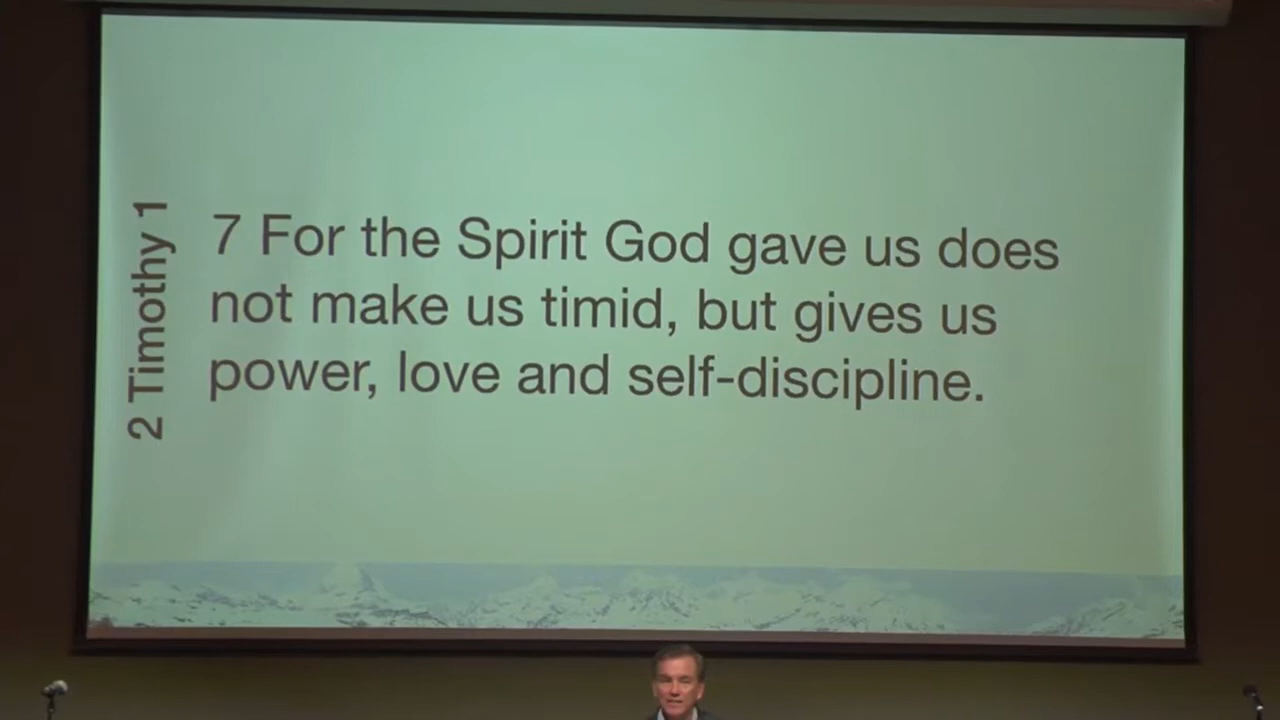 2 Timothy 1
7 For the Spirit God gave us does
not make us timid, but gives us
power, love and self-discipline.